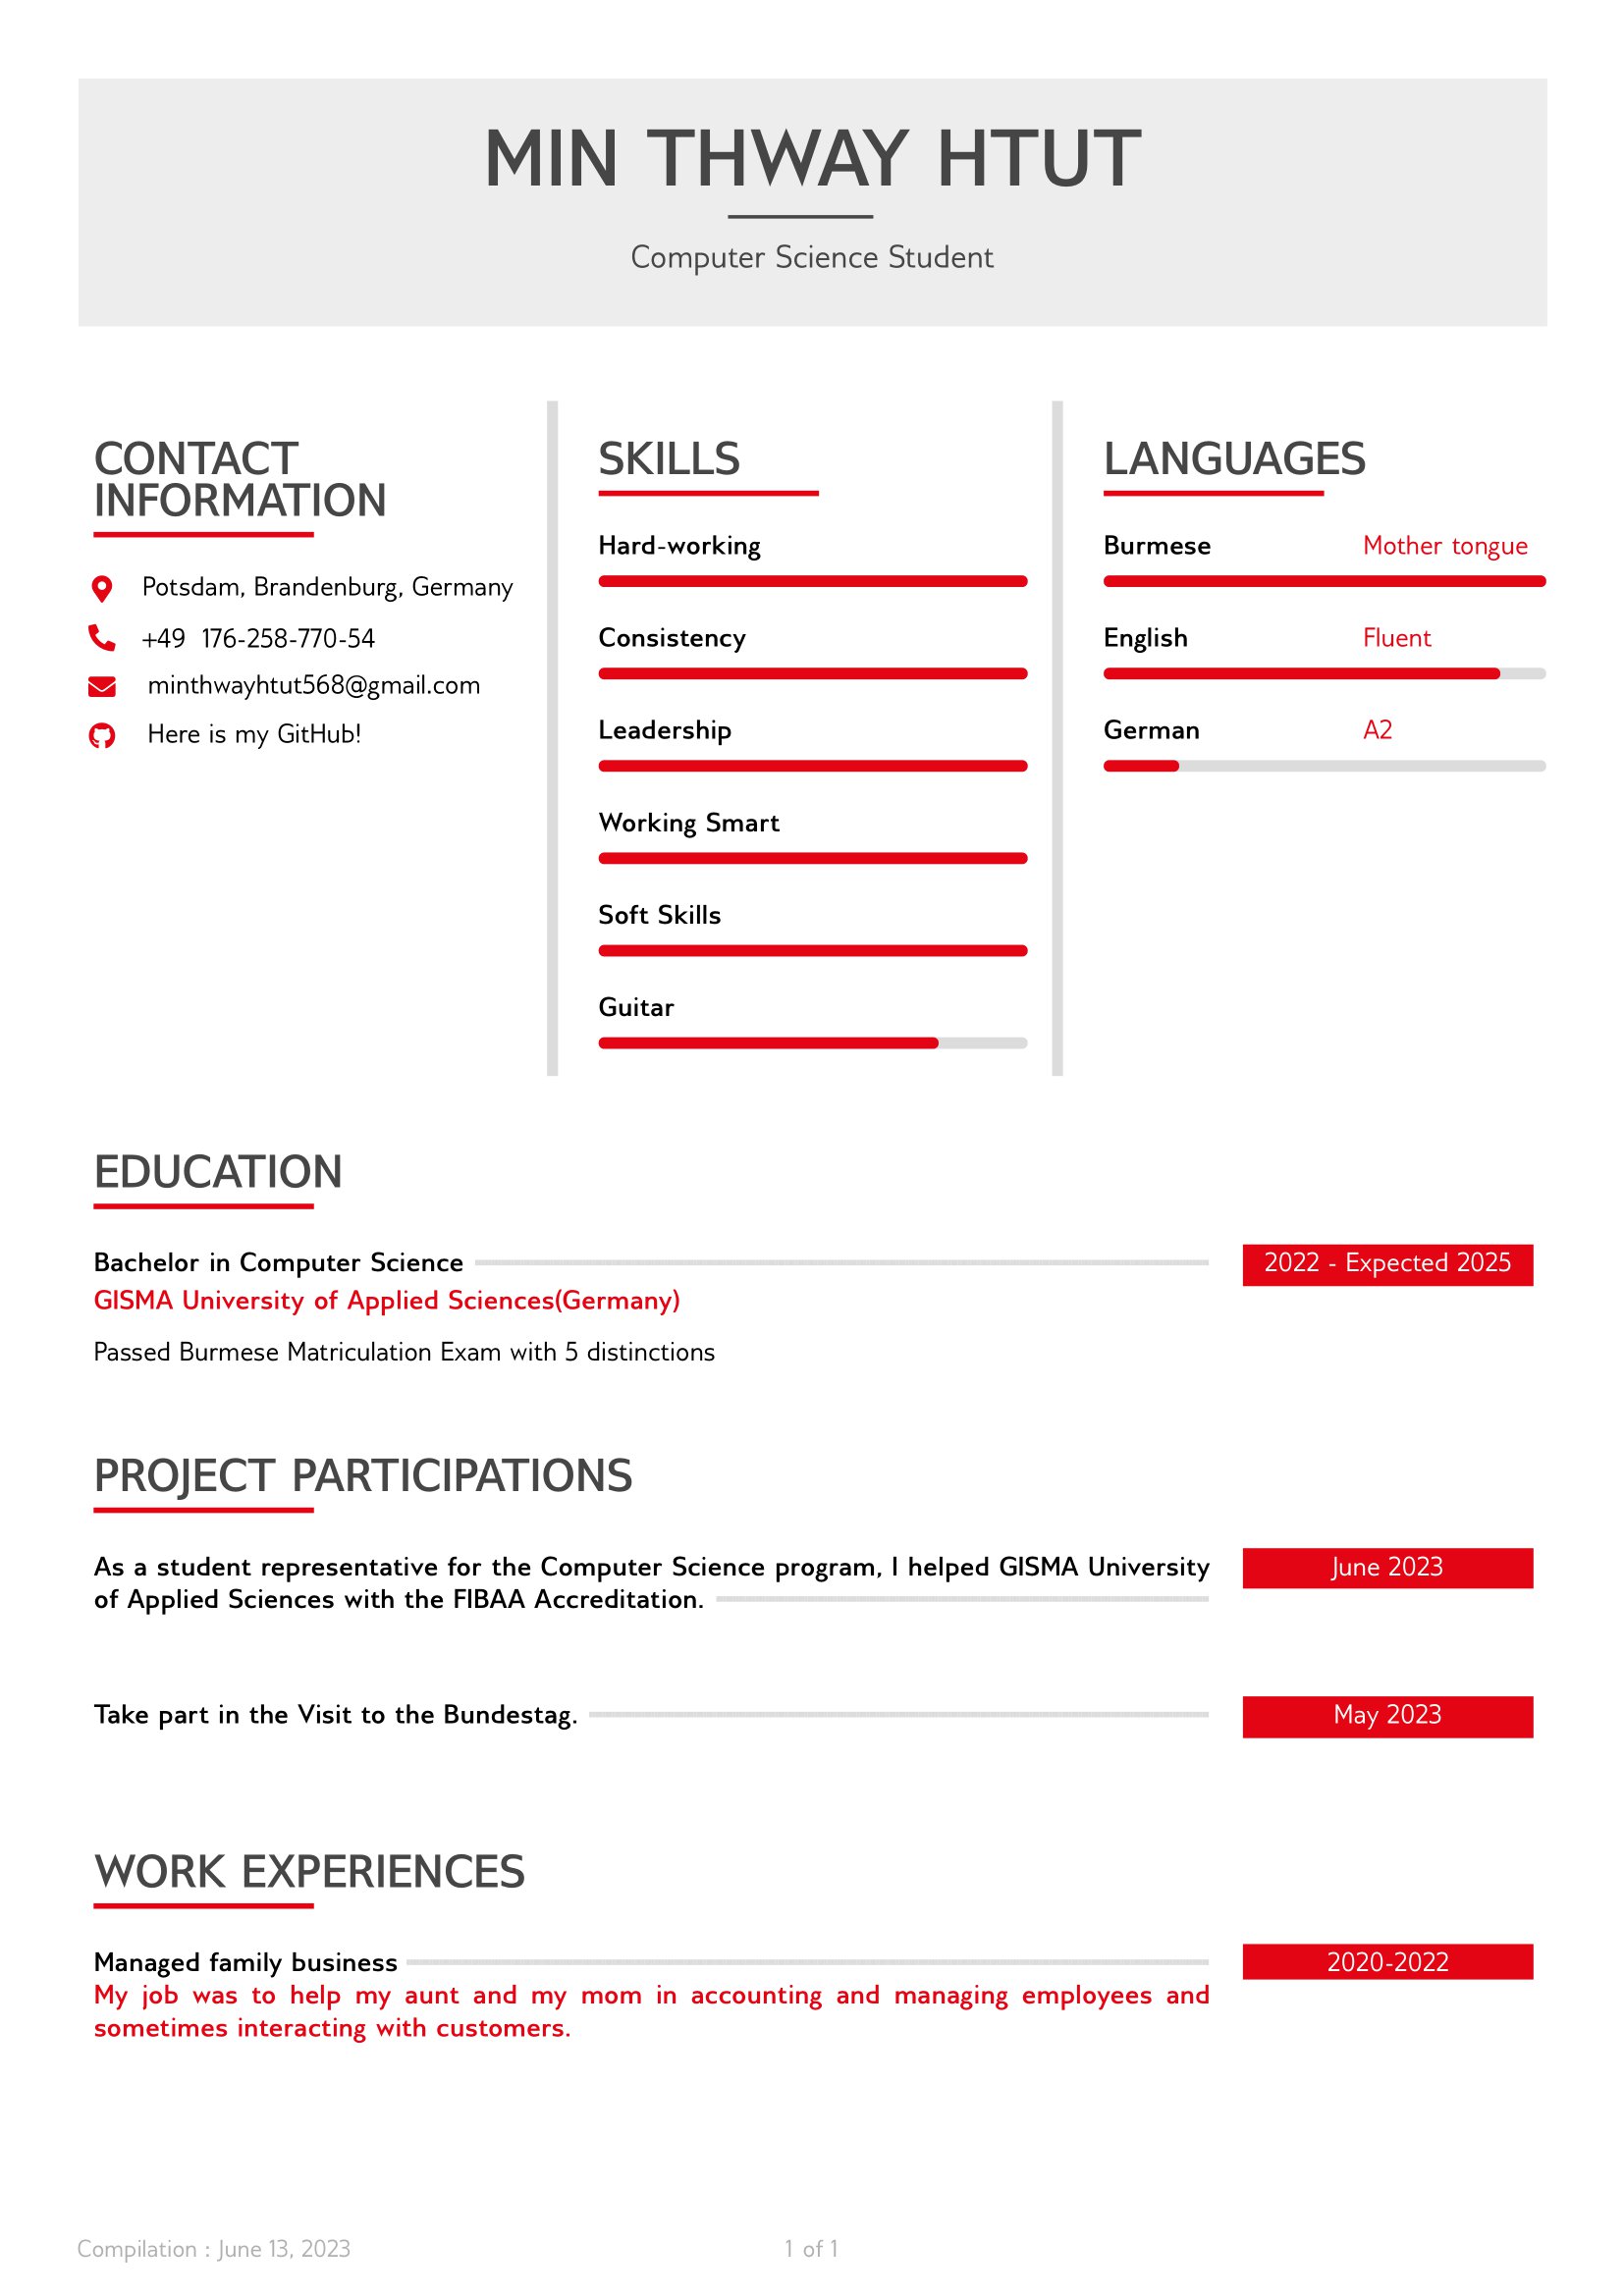 MIN THWAY HTUT
Computer Science Student
CONTACT
INFORMATION
Potsdam, Brandenburg, Germany
+49 176-258-770-54
minthwayhtut568@gmail.com
Here is my GitHub!
SKILLS
Hard-working
Consistency
Leadership
Working Smart
Soft Skills
Guitar
LANGUAGES
Burmese Mother tongue
English Fluent
German A2
EDUCATION
Bachelor in Computer Science 2022 - Expected 2025
GISMA University of Applied Sciences(Germany)
Passed Burmese Matriculation Exam with 5 distinctions
PROJECT PARTICIPATIONS
As a student representative for the Computer Science program, I helped GISMA University June 2023
of Applied Sciences with the FIBAA Accreditation.
Take part in the Visit to the Bundestag. May 2023
WORK EXPERIENCES
Managed family business 2020-2022
My job was to help my aunt and my mom in accounting and managing employees and
sometimes interacting with customers.
Compilation : June 13, 2023 1 of 1